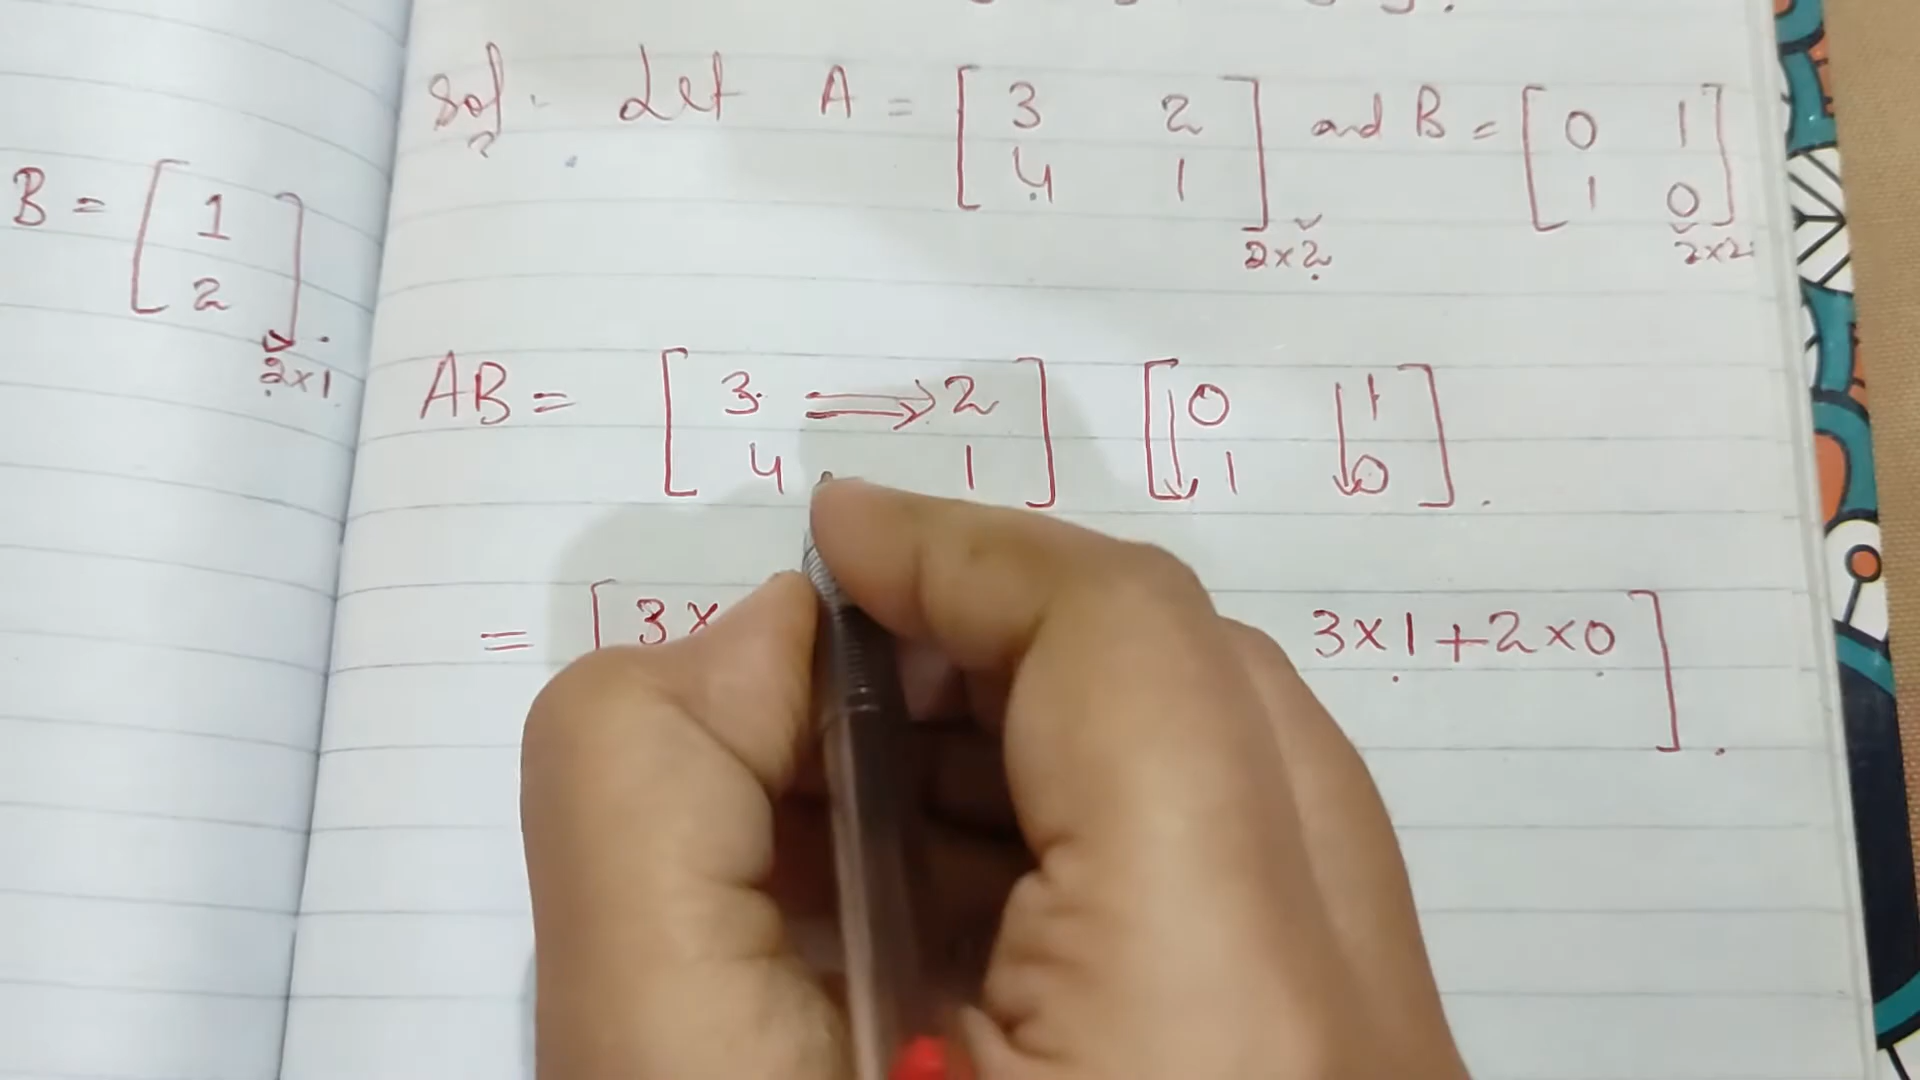 B = [ 1
2 ] 2×1
Sol. Let A = [ 3 2
4 1 ] 2×2 and B = [ 0 1
1 0 ] 2×2
AB = [ 3 2
4 1 ] [ 0 1
1 0 ].
= [ 3× 3×1+2×0 ].